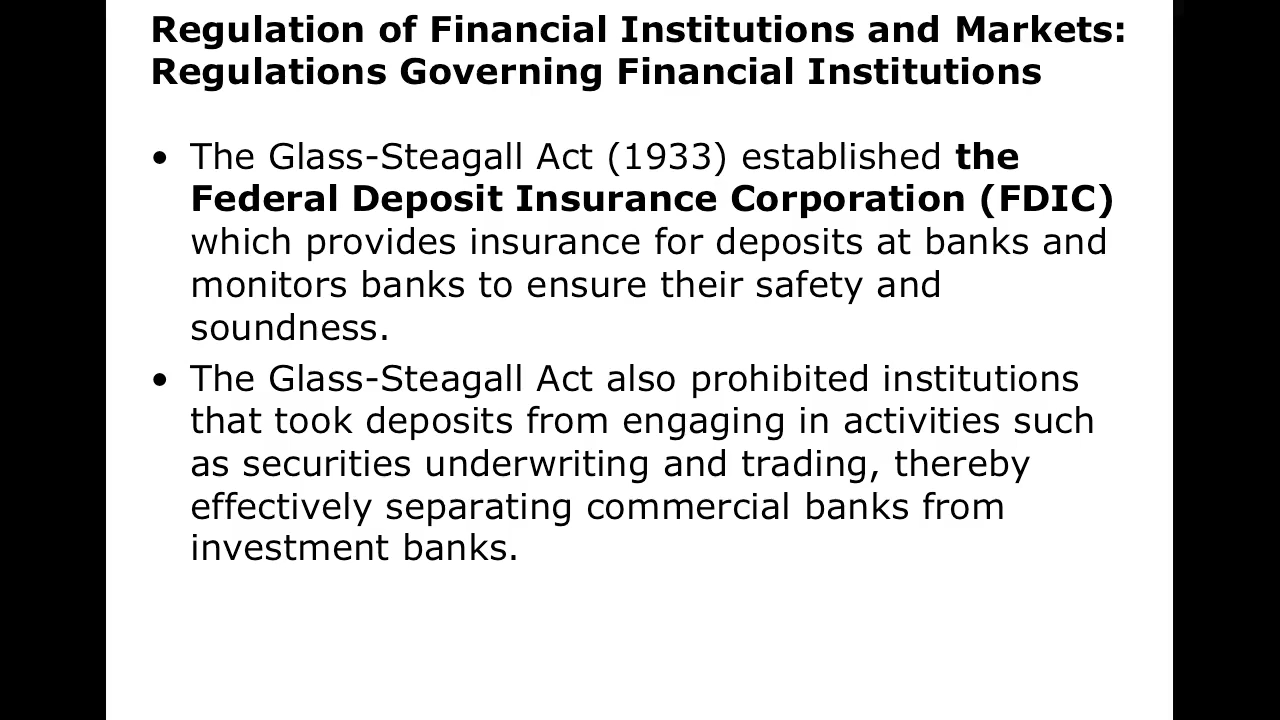 Regulation of Financial Institutions and Markets:
Regulations Governing Financial Institutions
• The Glass-Steagall Act (1933) established the
Federal Deposit Insurance Corporation (FDIC)
which provides insurance for deposits at banks and
monitors banks to ensure their safety and
soundness.
• The Glass-Steagall Act also prohibited institutions
that took deposits from engaging in activities such
as securities underwriting and trading, thereby
effectively separating commercial banks from
investment banks.